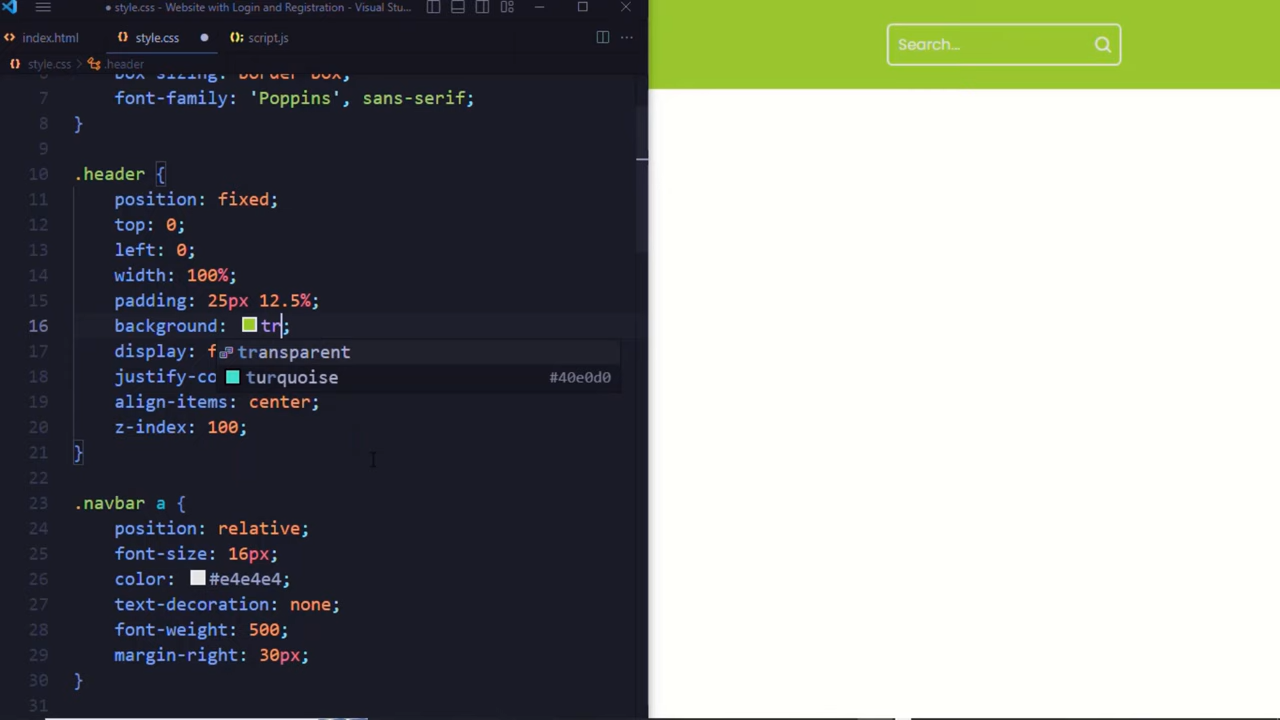 style.css - Website with Login and Registration - Visual Stu...
index.html style.css script.js
style.css > .header
box-sizing: border-box;
7 font-family: 'Poppins', sans-serif;
8 }
9
10 .header {
11 position: fixed;
12 top: 0;
13 left: 0;
14 width: 100%;
15 padding: 25px 12.5%;
16 background: tr;
17 display: f
transparent
18 justify-co
turquoise #40e0d0
19 align-items: center;
20 z-index: 100;
21 }
22
23 .navbar a {
24 position: relative;
25 font-size: 16px;
26 color: #e4e4e4;
27 text-decoration: none;
28 font-weight: 500;
29 margin-right: 30px;
30 }
31
Search...